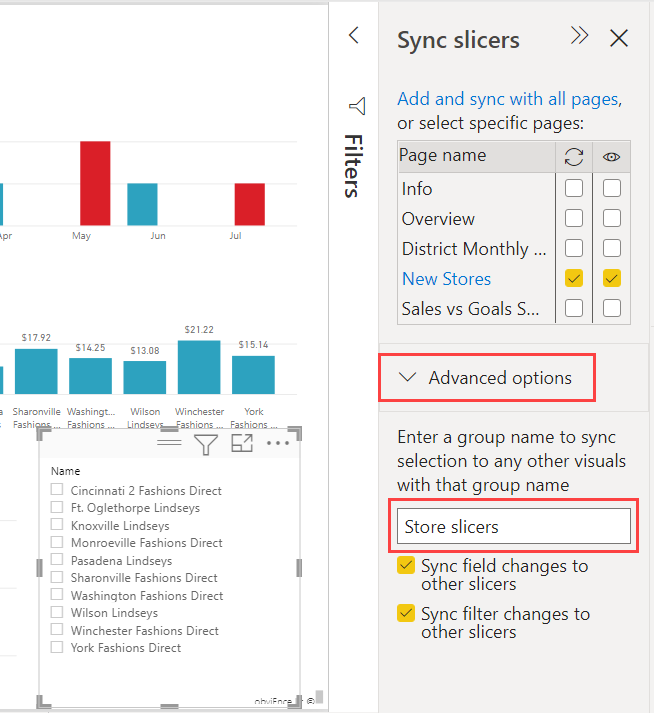 Apr
May
Jun
Jul
$17.92
$14.25
$13.08
$21.22
$15.14
Sharonville
Fashions ...
Washingt...
Fashions ...
Wilson
Lindseys
Winchester
Fashions ...
York
Fashions ...
Name
Cincinnati 2 Fashions Direct
Ft. Oglethorpe Lindseys
Knoxville Lindseys
Monroeville Fashions Direct
Pasadena Lindseys
Sharonville Fashions Direct
Washington Fashions Direct
Wilson Lindseys
Winchester Fashions Direct
York Fashions Direct
obviEnce
Filters
Sync slicers
Add and sync with all pages,
or select specific pages:
Page name
Info
Overview
District Monthly ...
New Stores
Sales vs Goals S...
Advanced options
Enter a group name to sync
selection to any other visuals
with that group name
Store slicers
Sync field changes to
other slicers
Sync filter changes to
other slicers